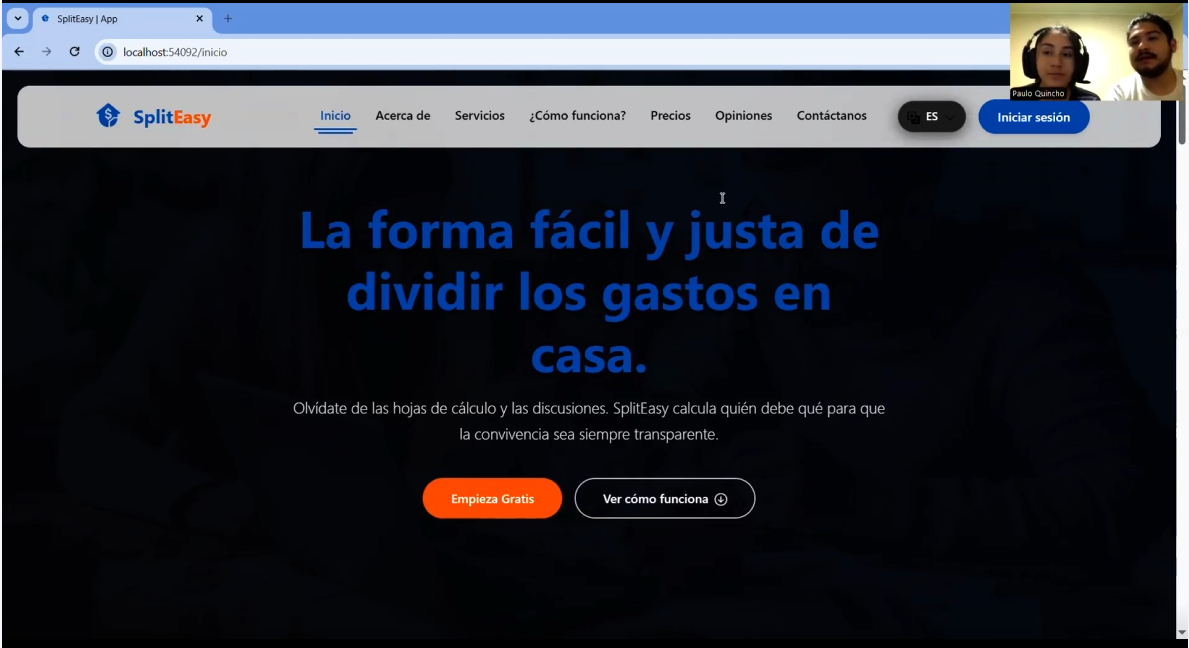 SplitEasy | App
localhost:54092/inicio
Paulo Quincho
SplitEasy
Inicio
Acerca de
Servicios
¿Cómo funciona?
Precios
Opiniones
Contáctanos
ES
Iniciar sesión
La forma fácil y justa de
dividir los gastos en
casa.
Olvídate de las hojas de cálculo y las discusiones. SplitEasy calcula quién debe qué para que
la convivencia sea siempre transparente.
Empieza Gratis
Ver cómo funciona